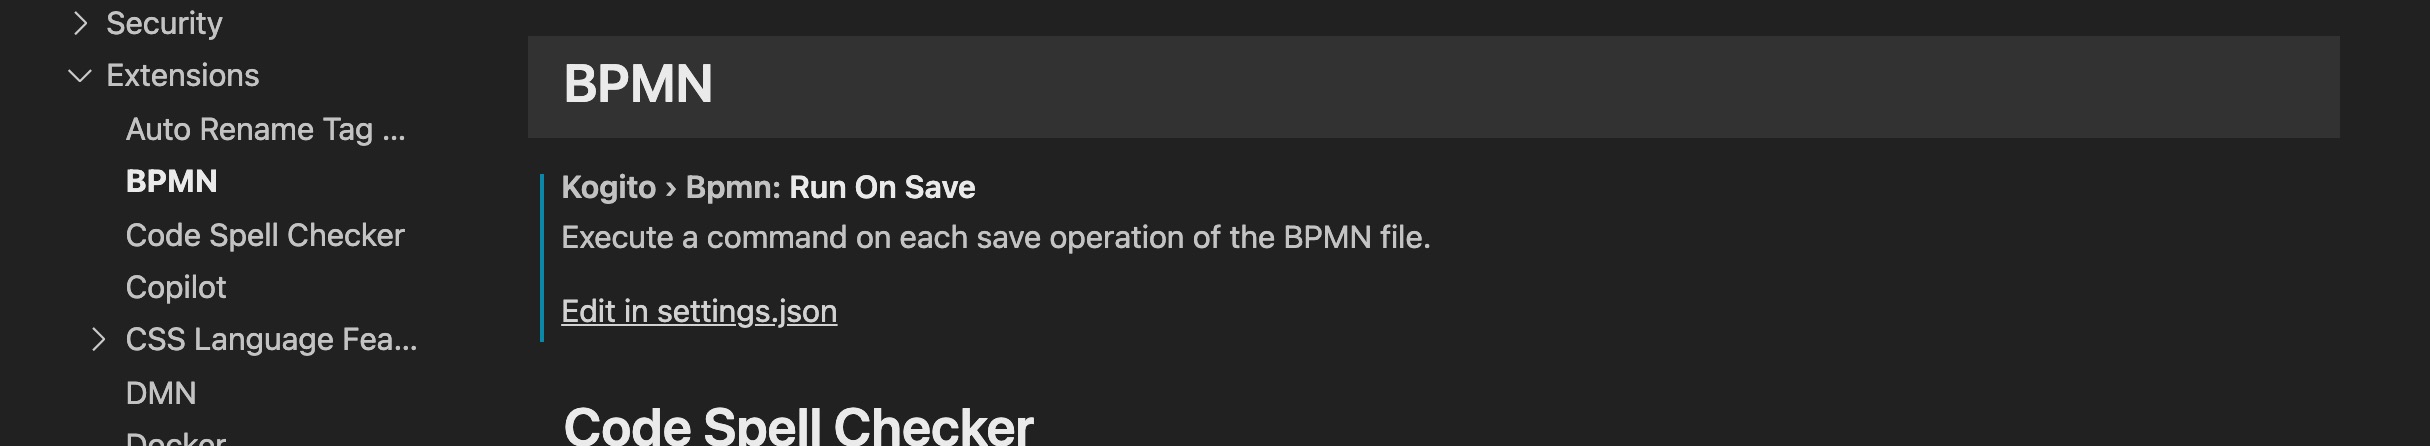 Security
Extensions
Auto Rename Tag ...
BPMN
Code Spell Checker
Copilot
CSS Language Fea...
DMN
Docker
BPMN
Kogito › Bpmn: Run On Save
Execute a command on each save operation of the BPMN file.
Edit in settings.json
Code Spell Checker